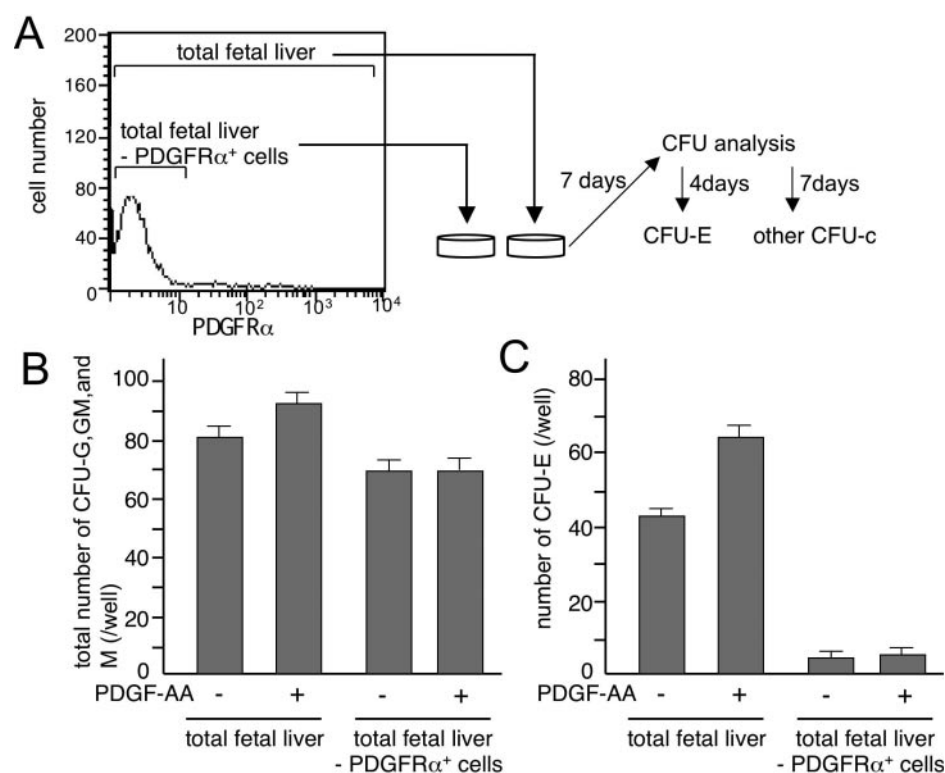 A
200
160
120
80
40
0
cell number
total fetal liver
total fetal liver
- PDGFRα⁺ cells
10
10²
10³
10⁴
PDGFRα
7 days
CFU analysis
4days
7days
CFU-E
other CFU-c
B
total number of CFU-G,GM,and
M (/well)
100
80
60
40
20
0
PDGF-AA
-
+
-
+
total fetal liver
total fetal liver
- PDGFRα⁺ cells
C
number of CFU-E (/well)
80
60
40
20
0
PDGF-AA
-
+
-
+
total fetal liver
total fetal liver
- PDGFRα⁺ cells